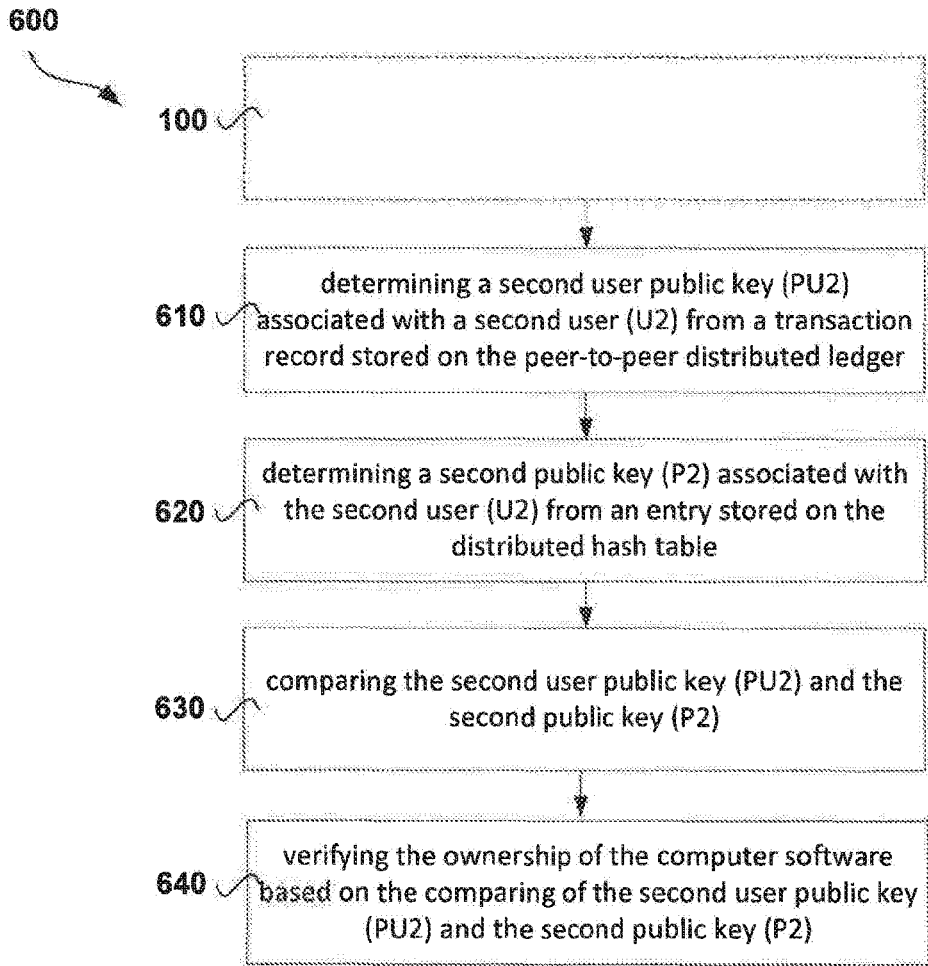 600
100
610
determining a second user public key (PU2)
associated with a second user (U2) from a transaction
record stored on the peer-to-peer distributed ledger
620
determining a second public key (P2) associated with
the second user (U2) from an entry stored on the
distributed hash table
630
comparing the second user public key (PU2) and the
second public key (P2)
640
verifying the ownership of the computer software
based on the comparing of the second user public key
(PU2) and the second public key (P2)